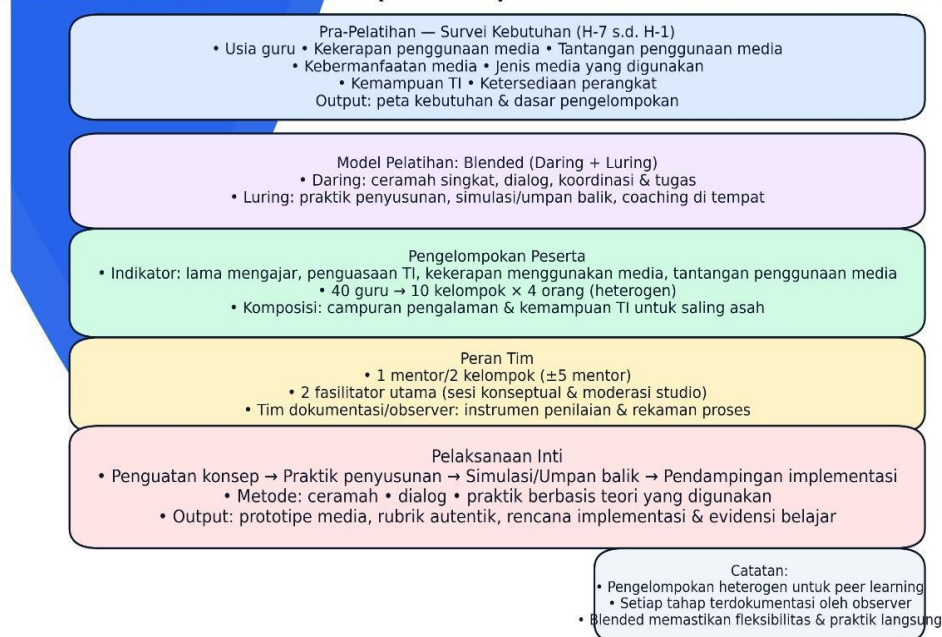 Pra-Pelatihan — Survei Kebutuhan (H-7 s.d. H-1)
• Usia guru • Kekerapan penggunaan media • Tantangan penggunaan media
• Kebermanfaatan media • Jenis media yang digunakan
• Kemampuan TI • Ketersediaan perangkat
Output: peta kebutuhan & dasar pengelompokan
Model Pelatihan: Blended (Daring + Luring)
• Daring: ceramah singkat, dialog, koordinasi & tugas
• Luring: praktik penyusunan, simulasi/umpan balik, coaching di tempat
Pengelompokan Peserta
• Indikator: lama mengajar, penguasaan TI, kekerapan menggunakan media, tantangan penggunaan media
• 40 guru → 10 kelompok × 4 orang (heterogen)
• Komposisi: campuran pengalaman & kemampuan TI untuk saling asah
Peran Tim
• 1 mentor/2 kelompok (±5 mentor)
• 2 fasilitator utama (sesi konseptual & moderasi studio)
• Tim dokumentasi/observer: instrumen penilaian & rekaman proses
Pelaksanaan Inti
• Penguatan konsep → Praktik penyusunan → Simulasi/Umpan balik → Pendampingan implementasi
• Metode: ceramah • dialog • praktik berbasis teori yang digunakan
• Output: prototipe media, rubrik autentik, rencana implementasi & evidensi belajar
Catatan:
• Pengelompokan heterogen untuk peer learning
• Setiap tahap terdokumentasi oleh observer
• Blended memastikan fleksibilitas & praktik langsung